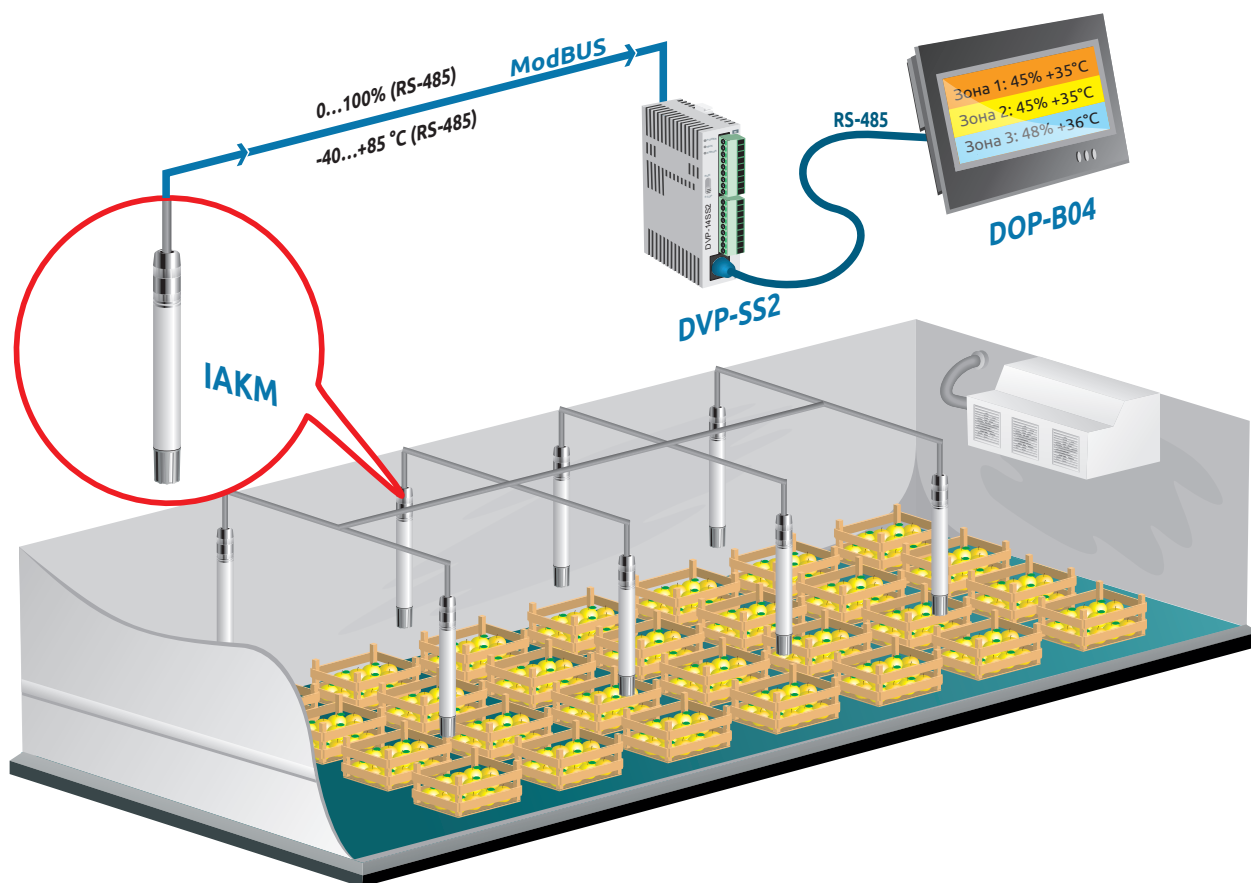 ModBUS
0...100% (RS-485)
-40...+85 °C (RS-485)
RS-485
Зона 1: 45% +35°C
Зона 2: 45% +35°C
Зона 3: 48% +36°C
DOP-B04
DVP-14SS2
DVP-SS2
IAKM